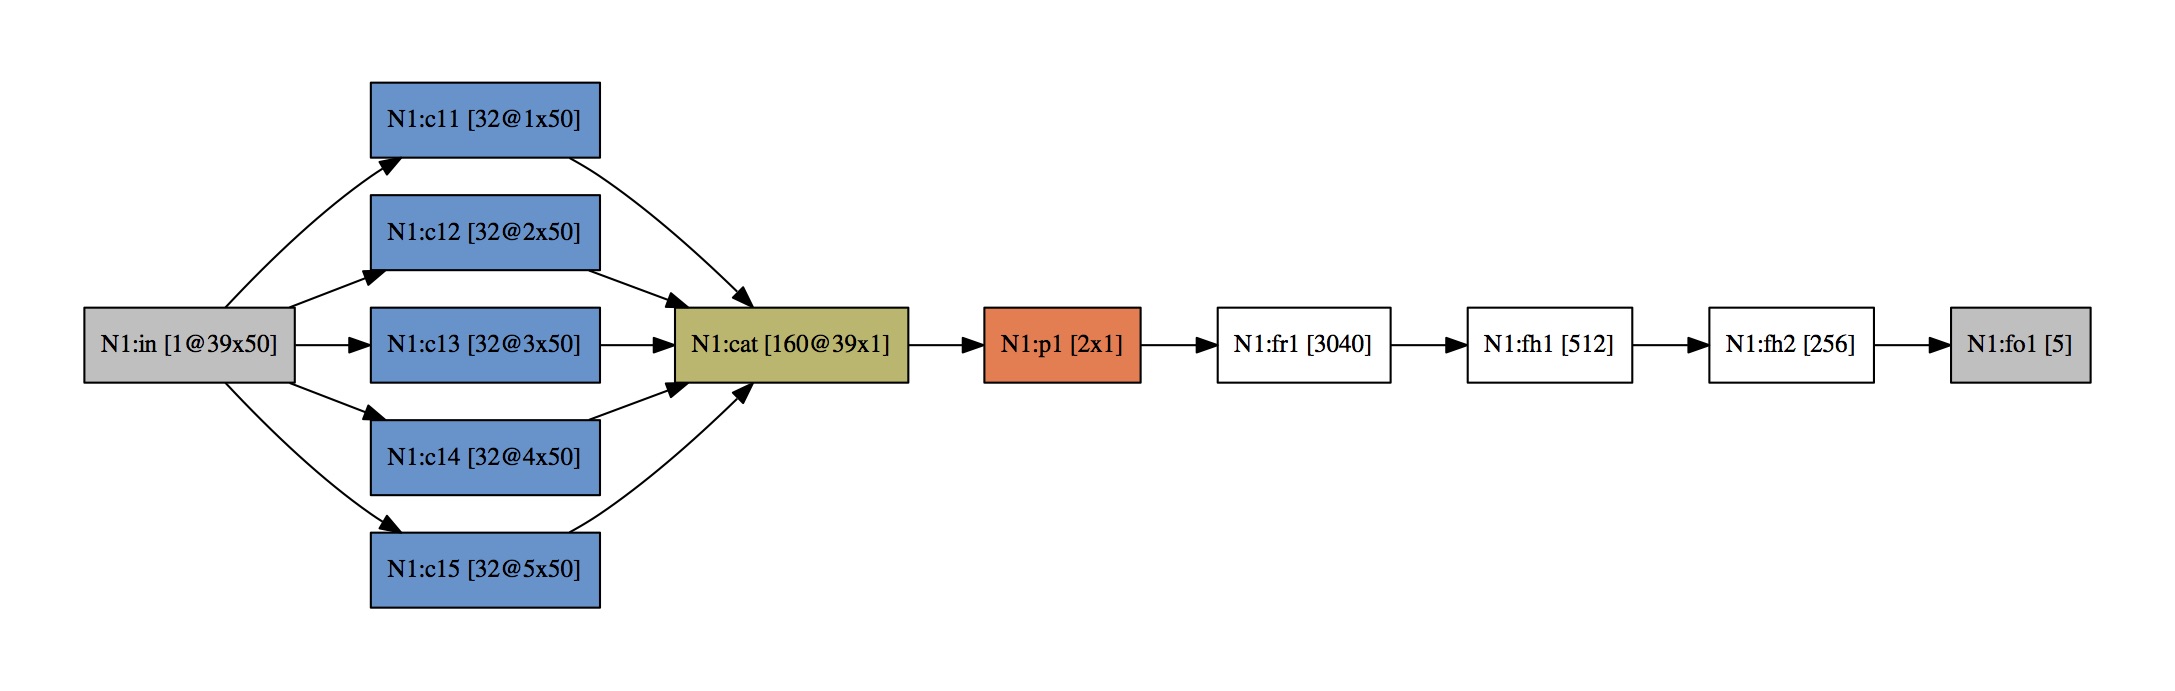 N1:c11 [32@1x50]
N1:c12 [32@2x50]
N1:in [1@39x50]
N1:c13 [32@3x50]
N1:cat [160@39x1]
N1:p1 [2x1]
N1:fr1 [3040]
N1:fh1 [512]
N1:fh2 [256]
N1:fo1 [5]
N1:c14 [32@4x50]
N1:c15 [32@5x50]